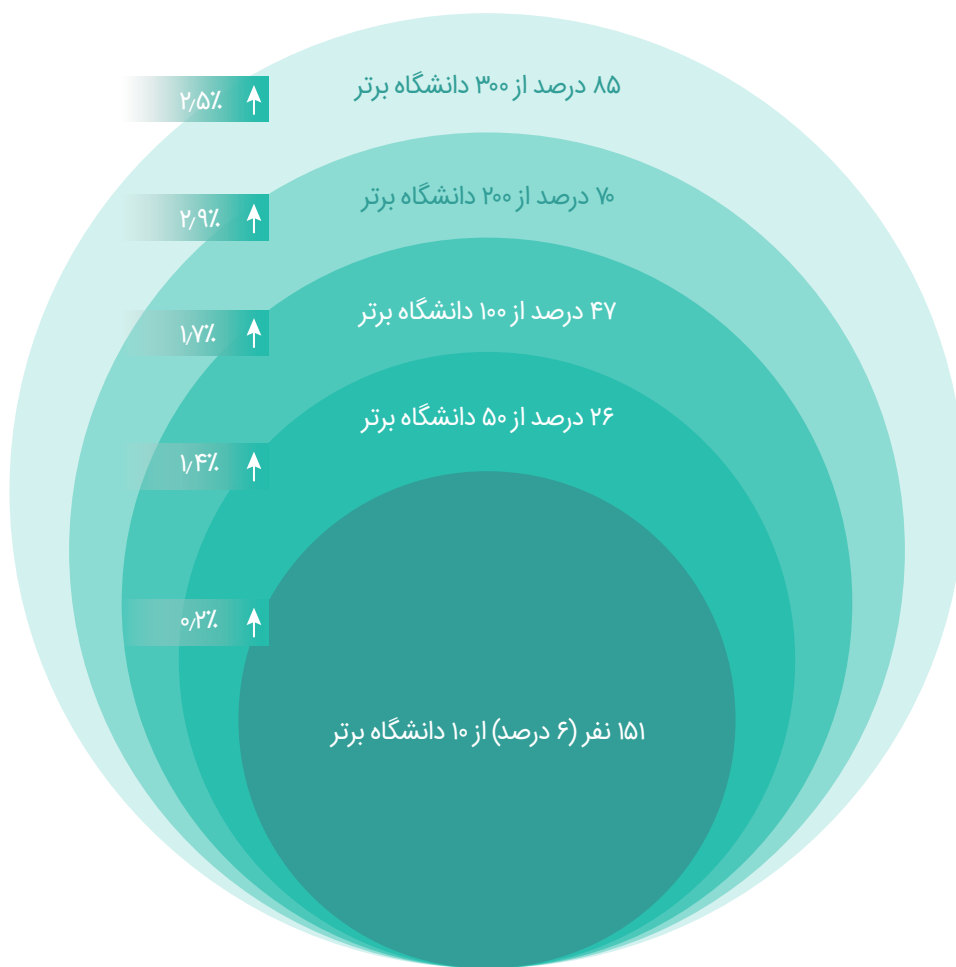 ۸۵ درصد از ۳۰۰ دانشگاه برتر
۲٫۵٪
۷۰ درصد از ۲۰۰ دانشگاه برتر
۲٫۹٪
۴۷ درصد از ۱۰۰ دانشگاه برتر
۱٫۷٪
۲۶ درصد از ۵۰ دانشگاه برتر
۱٫۴٪
۰٫۲٪
۱۵۱ نفر (۶ درصد) از ۱۰ دانشگاه برتر